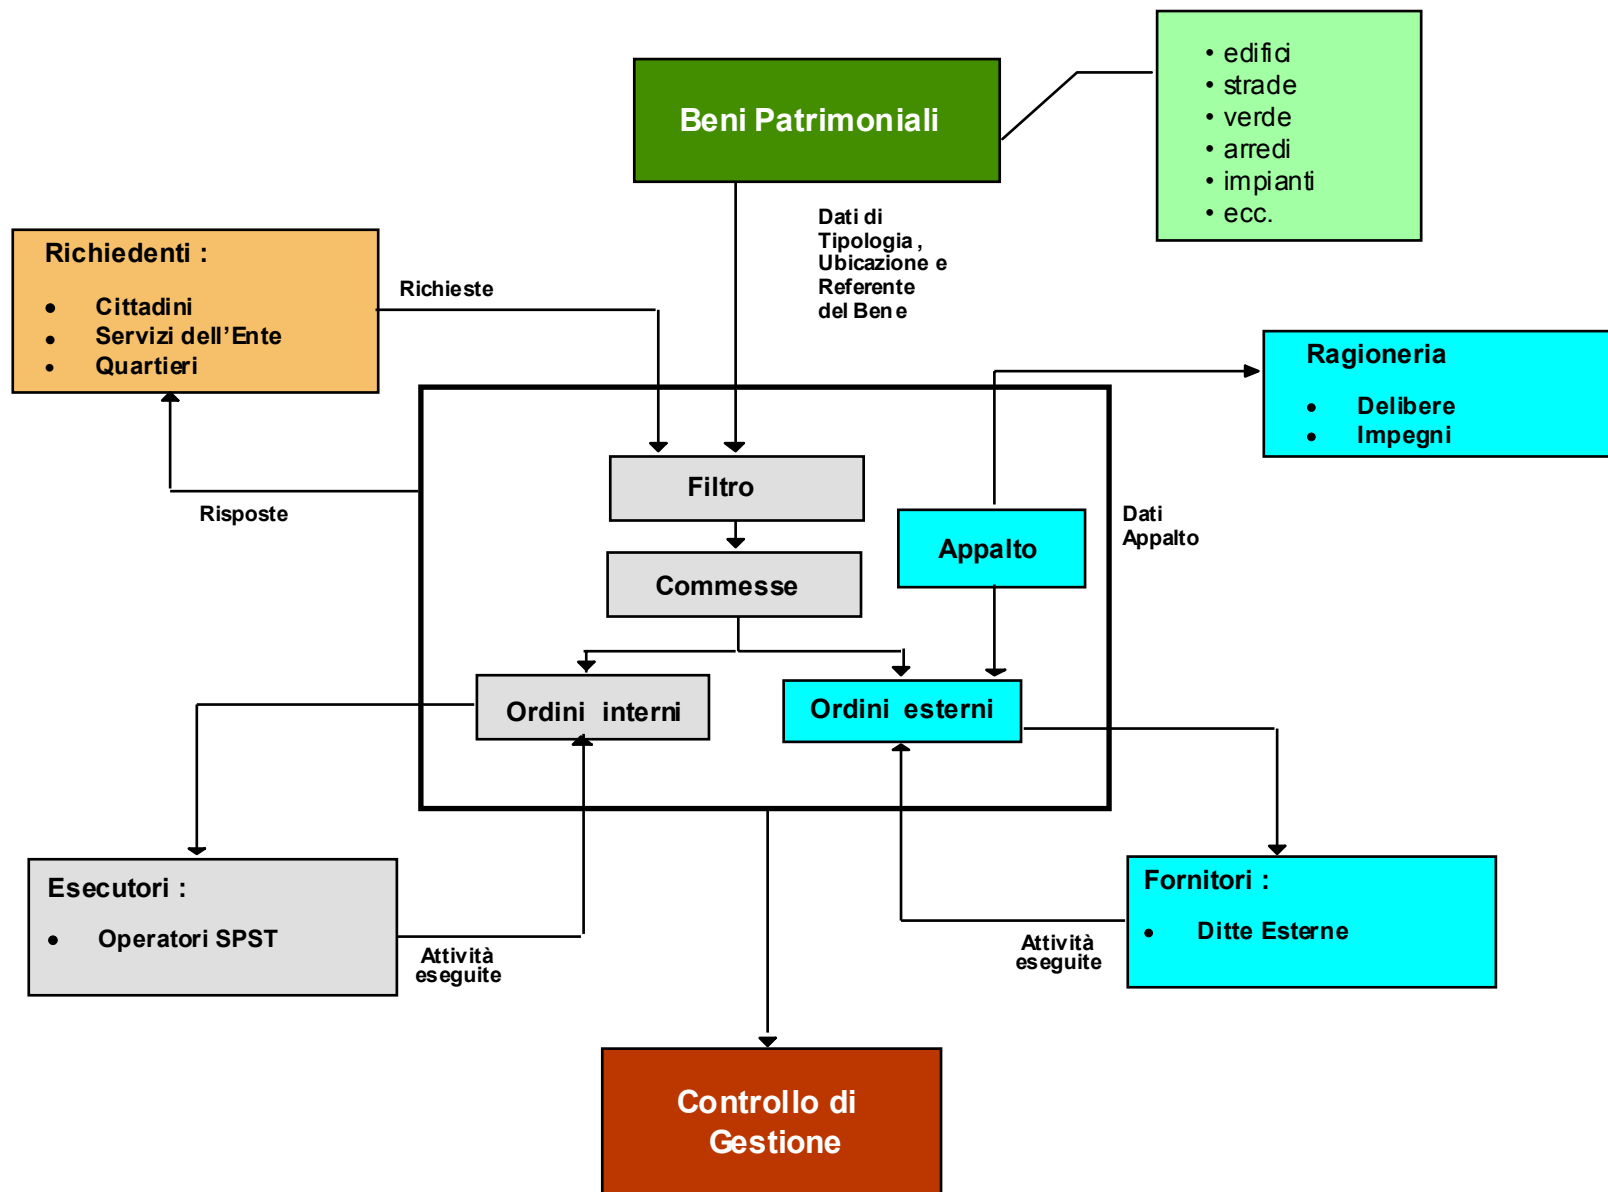 Beni Patrimoniali
• edifici
• strade
• verde
• arredi
• impianti
• ecc.
Dati di
Tipologia,
Ubicazione e
Referente
del Bene
Richiedenti :
• Cittadini
• Servizi dell’Ente
• Quartieri
Richieste
Ragioneria
• Delibere
• Impegni
Risposte
Filtro
Dati
Appalto
Appalto
Commesse
Ordini interni
Ordini esterni
Esecutori :
• Operatori SPST
Attività
eseguite
Fornitori :
• Ditte Esterne
Attività
eseguite
Controllo di
Gestione